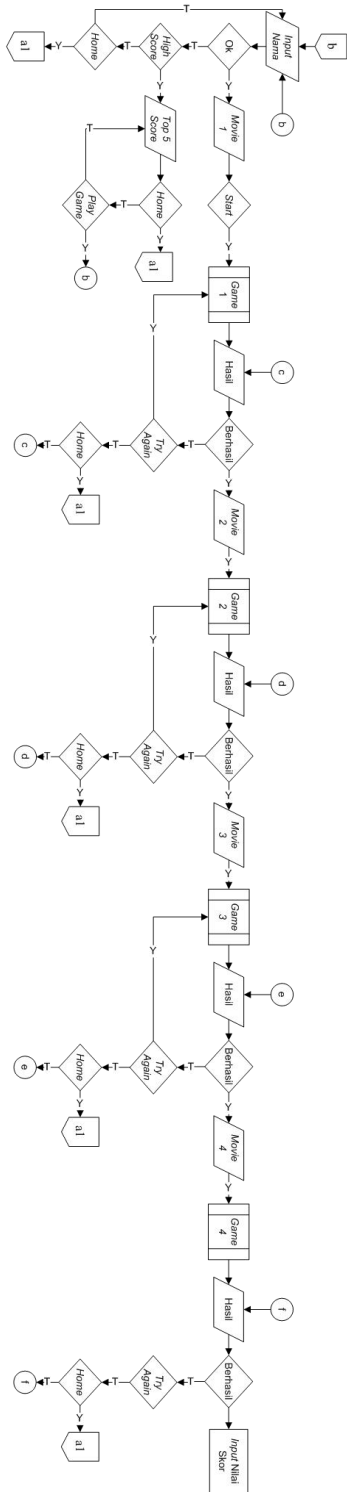 b
Input
Nama
b
T
Ok
T
High
Score
T
Home
Y
a1
Y
Movie
1
Start
Y
Y
Top 5
Score
Home
Y
a1
T
Play
Game
T
Y
b
Game
1
Hasil
c
Berhasil
T
Try
Again
Y
T
Home
T
c
Y
a1
Y
Movie
2
Y
Game
2
Hasil
d
Berhasil
T
Try
Again
Y
T
Home
T
d
Y
a1
Y
Movie
3
Y
Game
3
Hasil
e
Berhasil
T
Try
Again
Y
T
Home
T
e
Y
a1
Y
Movie
4
Y
Game
4
Hasil
f
Berhasil
T
Try
Again
T
Home
T
f
Y
a1
Input Nilai
Skor